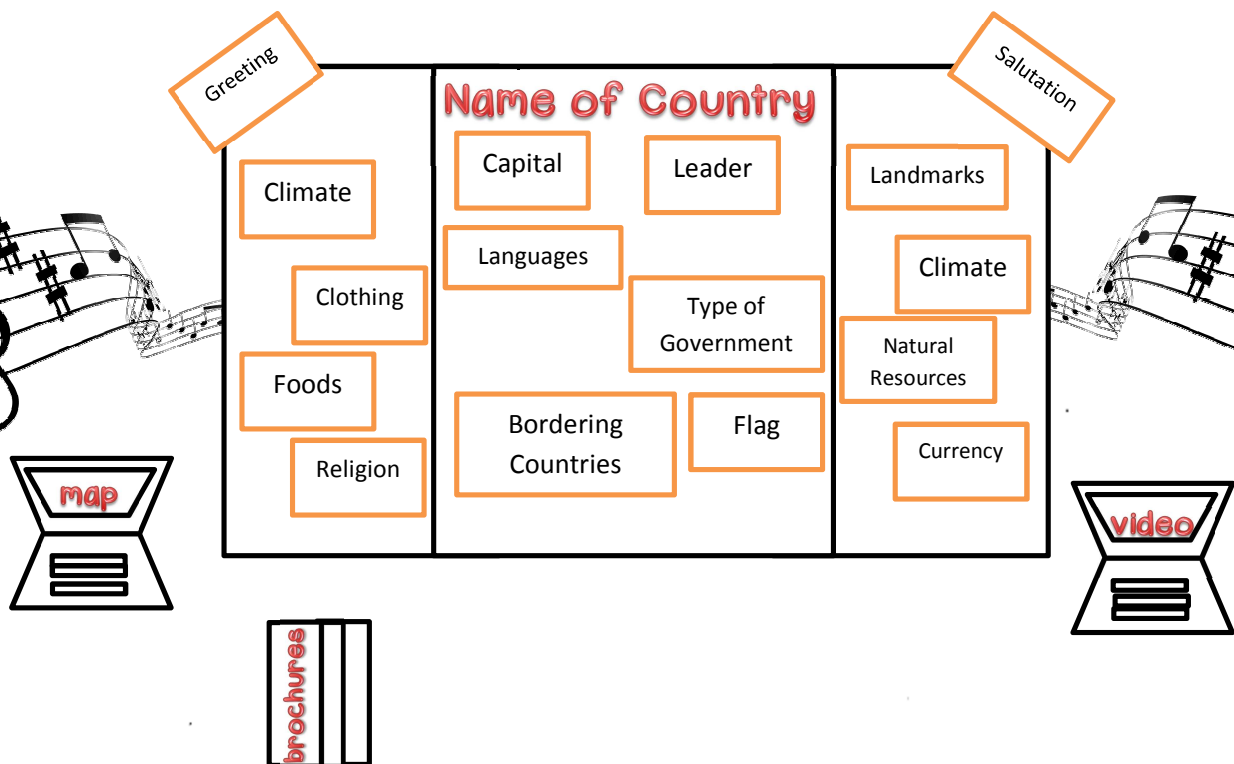 Greeting
Salutation
Name of Country
Climate
Clothing
Foods
Religion
Capital
Leader
Languages
Type of
Government
Bordering
Countries
Flag
Landmarks
Climate
Natural
Resources
Currency
map
video
brochures